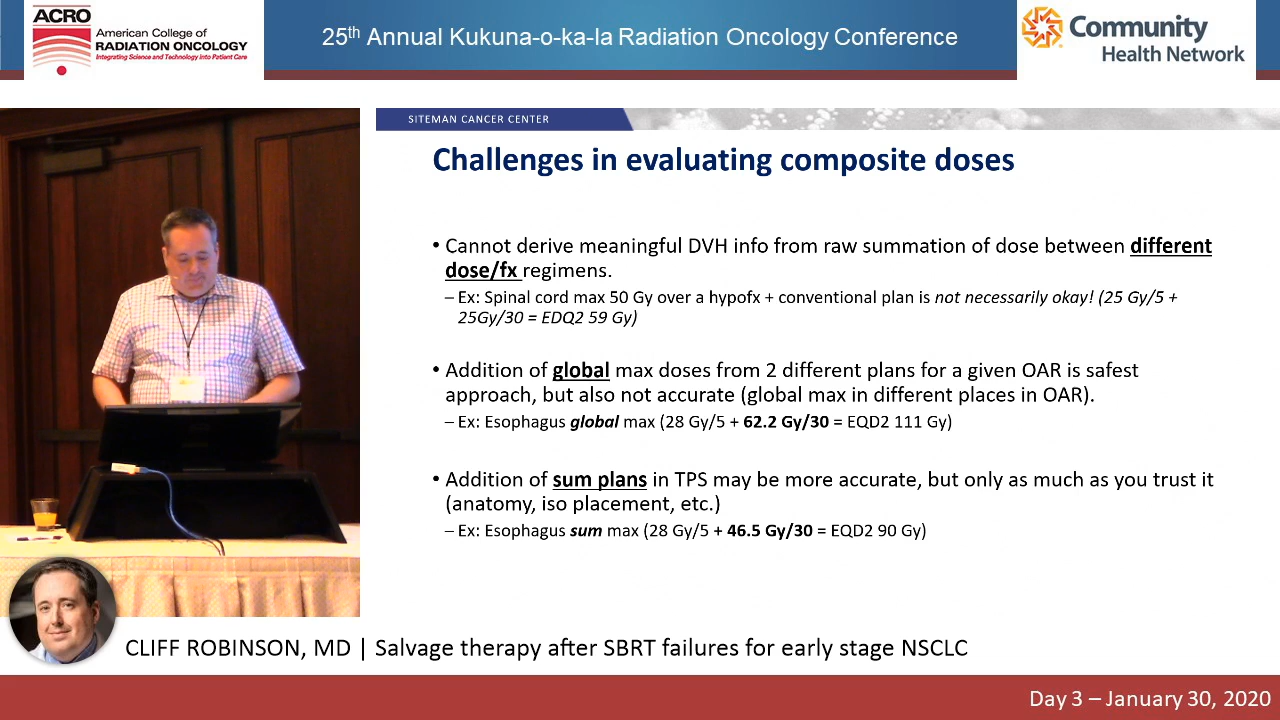 ACRO
American College of
RADIATION ONCOLOGY
Integrating Science and Technology into Patient Care
25th Annual Kukuna-o-ka-la Radiation Oncology Conference
Community
Health Network
SITEMAN CANCER CENTER
Challenges in evaluating composite doses
• Cannot derive meaningful DVH info from raw summation of dose between different
dose/fx regimens.
– Ex: Spinal cord max 50 Gy over a hypofx + conventional plan is not necessarily okay! (25 Gy/5 +
25Gy/30 = EDQ2 59 Gy)
• Addition of global max doses from 2 different plans for a given OAR is safest
approach, but also not accurate (global max in different places in OAR).
– Ex: Esophagus global max (28 Gy/5 + 62.2 Gy/30 = EQD2 111 Gy)
• Addition of sum plans in TPS may be more accurate, but only as much as you trust it
(anatomy, iso placement, etc.)
– Ex: Esophagus sum max (28 Gy/5 + 46.5 Gy/30 = EQD2 90 Gy)
CLIFF ROBINSON, MD | Salvage therapy after SBRT failures for early stage NSCLC
Day 3 – January 30, 2020